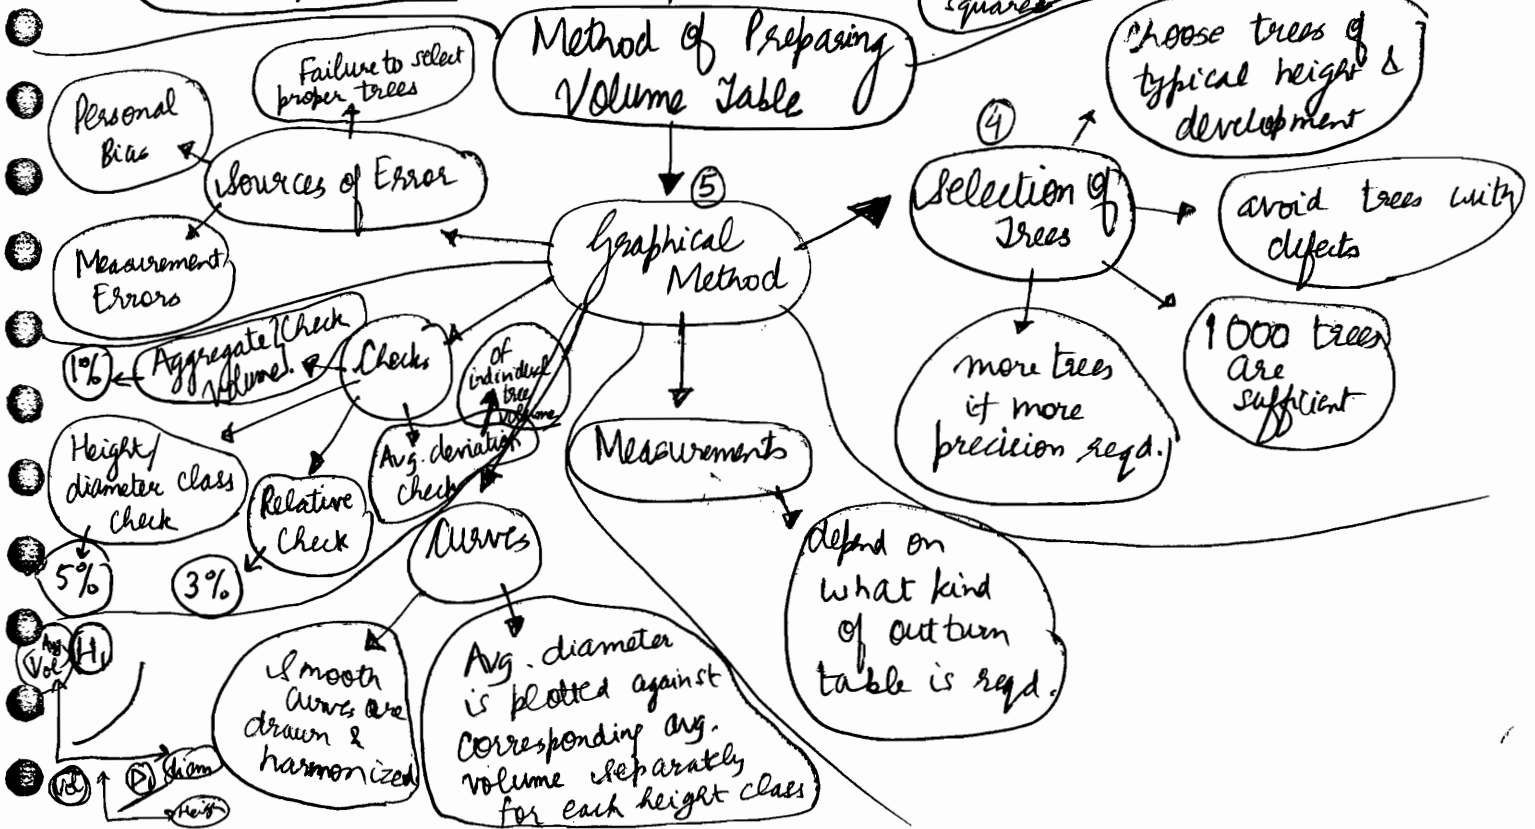 square
Method of Preparing
Volume Table
choose trees of
typical height &
development
Failure to select
proper trees
Personal
Bias
Sources of Error
Measurement
Errors
4
Selection of
Trees
avoid trees with
defects
1000 trees
are
sufficient
more trees
if more
precision reqd.
5
Graphical
Method
Checks
Aggregate [Check
Volume].
1%
Height/
diameter class
check
5%
Relative
check
3%
Avg. deviation
check
of
individual
tree
volumes
Measurements
depend on
what kind
of outturn
table is reqd.
Curves
Smooth
curves are
drawn &
harmonized
Avg. diameter
is plotted against
corresponding avg.
volume separatly
for each height class
Avg
Vol
H1
diam
Vol
D1
Heigh